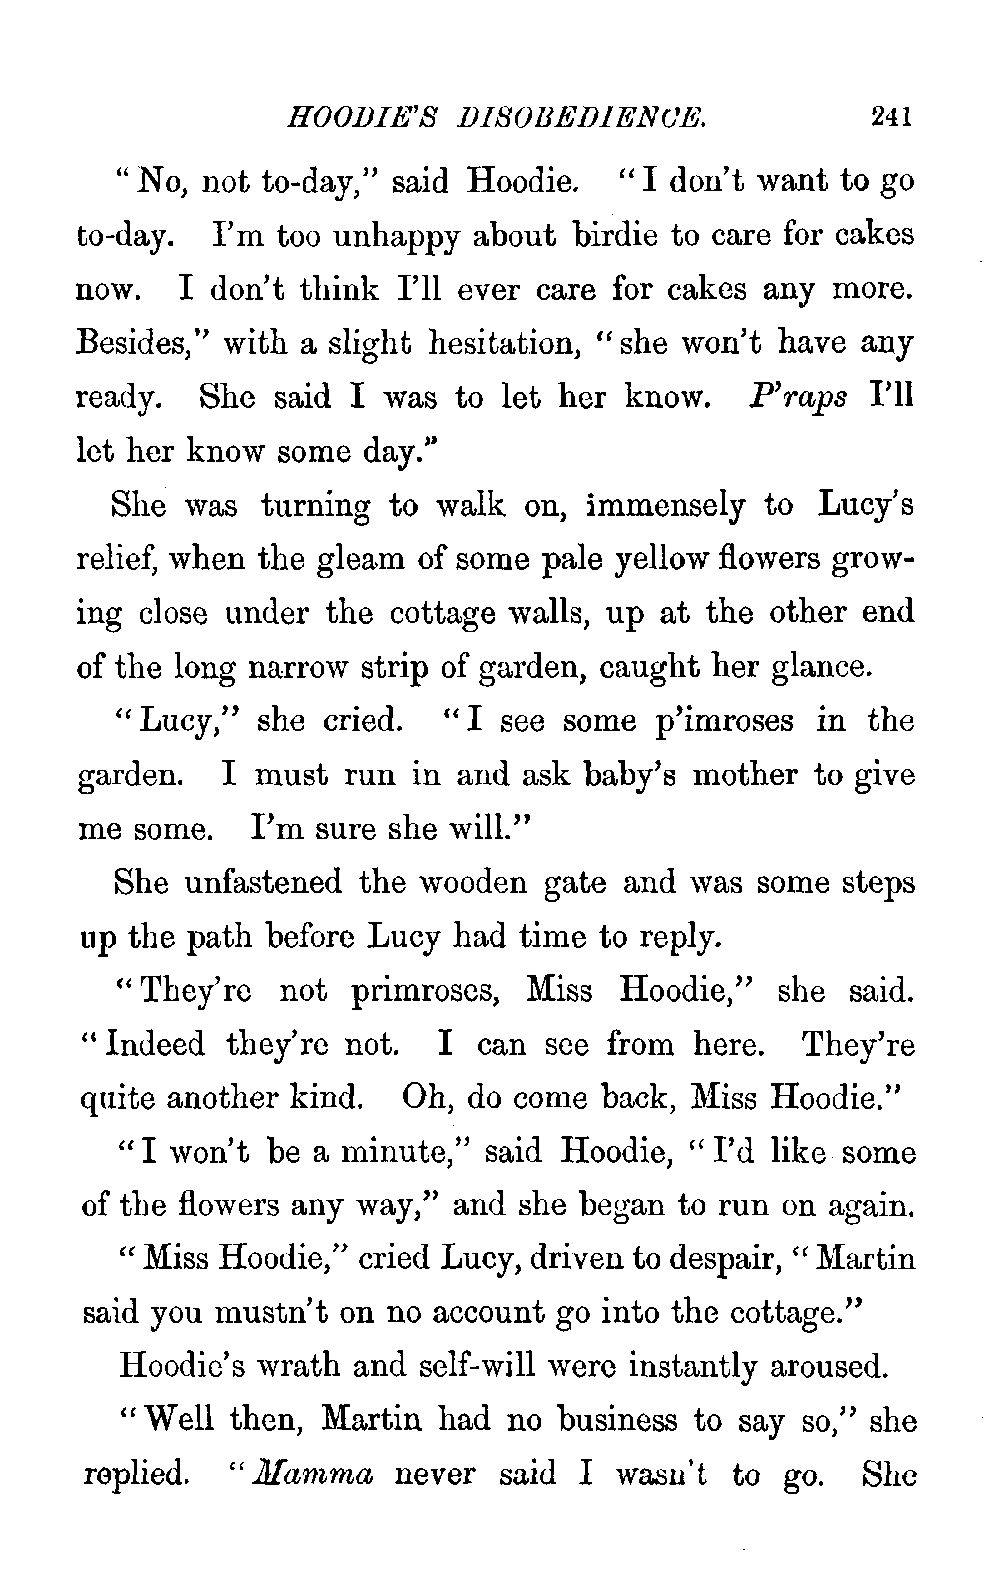 HOODIE'S DISOBEDIENCE. 241
"No, not to-day," said Hoodie. "I don't want to go
to-day. I'm too unhappy about birdie to care for cakes
now. I don't think I'll ever care for cakes any more.
Besides," with a slight hesitation, "she won't have any
ready. She said I was to let her know. P'raps I'll
let her know some day."
She was turning to walk on, immensely to Lucy's
relief, when the gleam of some pale yellow flowers grow-
ing close under the cottage walls, up at the other end
of the long narrow strip of garden, caught her glance.
"Lucy," she cried. "I see some p'imroses in the
garden. I must run in and ask baby's mother to give
me some. I'm sure she will."
She unfastened the wooden gate and was some steps
up the path before Lucy had time to reply.
"They're not primroses, Miss Hoodie," she said.
"Indeed they're not. I can see from here. They're
quite another kind. Oh, do come back, Miss Hoodie."
"I won't be a minute," said Hoodie, "I'd like some
of the flowers any way," and she began to run on again.
"Miss Hoodie," cried Lucy, driven to despair, "Martin
said you mustn't on no account go into the cottage."
Hoodie's wrath and self-will were instantly aroused.
"Well then, Martin had no business to say so," she
replied. "Mamma never said I wasn't to go. She